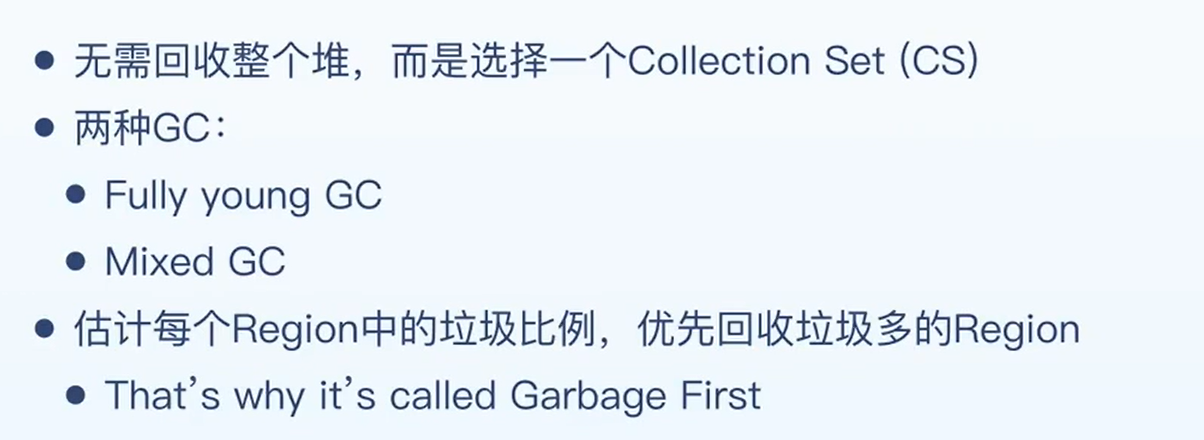 ● 无需回收整个堆，而是选择一个Collection Set (CS)
● 两种GC：
● Fully young GC
● Mixed GC
● 估计每个Region中的垃圾比例，优先回收垃圾多的Region
● That’s why it’s called Garbage First